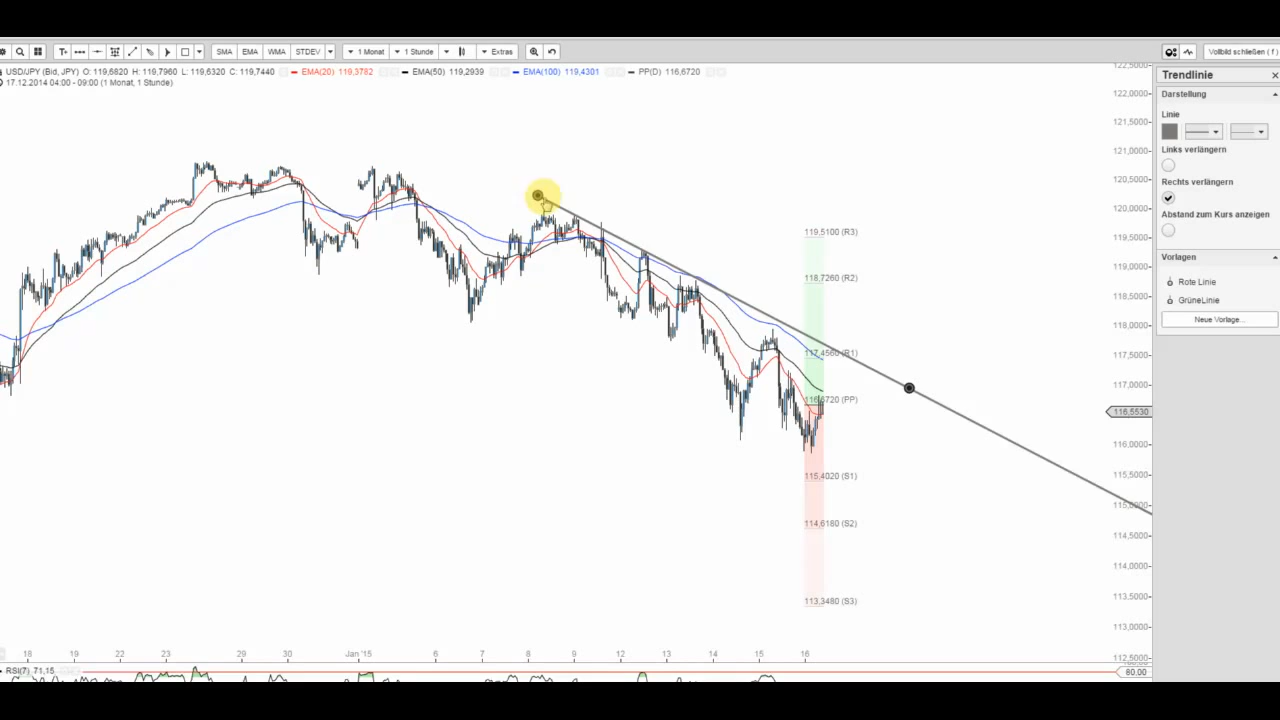 T+ SMA EMA WMA STDEV 1 Monat 1 Stunde Extras Vollbild schließen ( f )
USD/JPY (Bid, JPY) O: 119,6820 H: 119,7960 L: 119,6320 C: 119,7440 EMA(20) 119,3782 EMA(50) 119,2939 EMA(100) 119,4301 PP(D) 116,6720
17.12.2014 04:00 - 09:00 (1 Monat, 1 Stunde)
122,5000
122,0000
121,5000
121,0000
120,5000
120,0000
119,5000
119,0000
118,5000
118,0000
117,5000
117,0000
116,5530
116,0000
115,5000
115,0000
114,5000
114,0000
113,5000
113,0000
112,5000
119,5100 (R3)
118,7260 (R2)
117,4560 (R1)
116,6720 (PP)
115,4020 (S1)
114,6180 (S2)
113,3480 (S3)
18 19 22 23 29 30 Jan '15 6 7 8 9 12 13 14 15 16
RSI(7) 71,15
80,00
Trendlinie
Darstellung
Linie
Links verlängern
Rechts verlängern
Abstand zum Kurs anzeigen
Vorlagen
Rote Linie
GrüneLinie
Neue Vorlage...